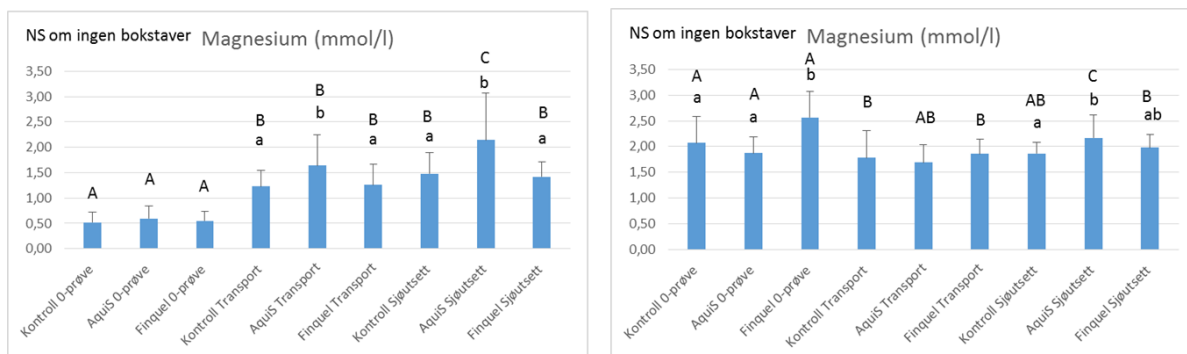 NS om ingen bokstaver Magnesium (mmol/l)
3,50
3,00
2,50
2,00
1,50
1,00
0,50
0,00
A
A
A
B
a
B
b
B
a
B
a
C
b
B
a
Kontroll 0-prøve
AquiS 0-prøve
Finquel 0-prøve
Kontroll Transport
AquiS Transport
Finquel Transport
Kontroll Sjøutsett
AquiS Sjøutsett
Finquel Sjøutsett
NS om ingen bokstaver Magnesium (mmol/l)
3,50
3,00
2,50
2,00
1,50
1,00
0,50
0,00
A
a
A
a
A
b
B
AB
B
AB
a
C
b
B
ab
Kontroll 0-prøve
AquiS 0-prøve
Finquel 0-prøve
Kontroll Transport
AquiS Transport
Finquel Transport
Kontroll Sjøutsett
AquiS Sjøutsett
Finquel Sjøutsett